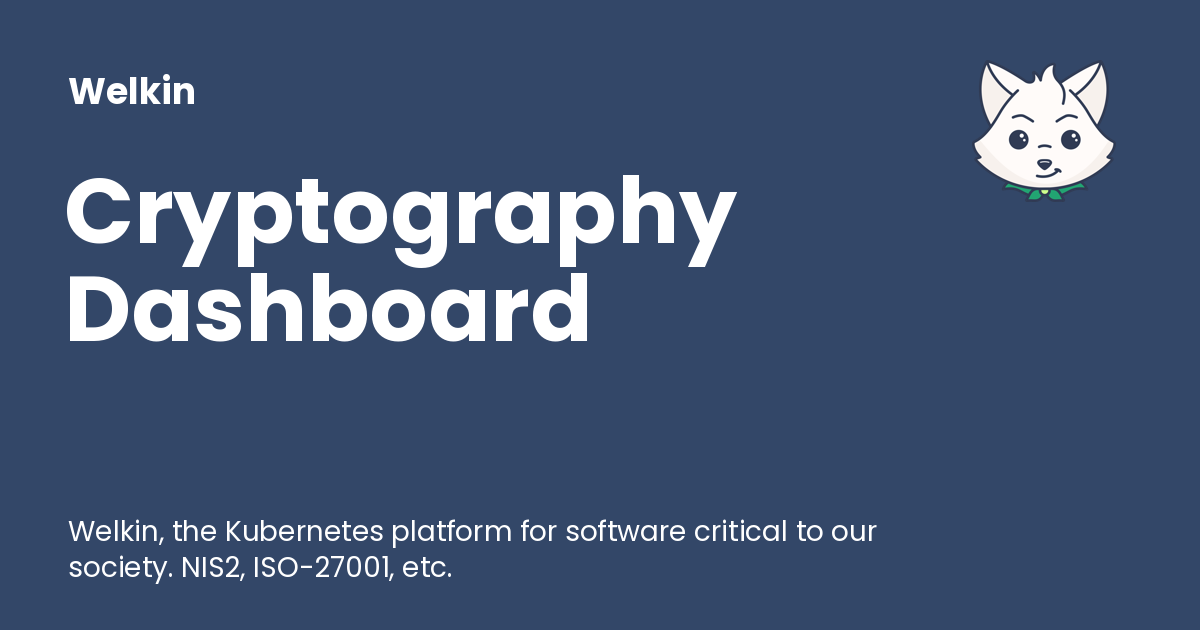 Welkin
Cryptography
Dashboard
Welkin, the Kubernetes platform for software critical to our
society. NIS2, ISO-27001, etc.